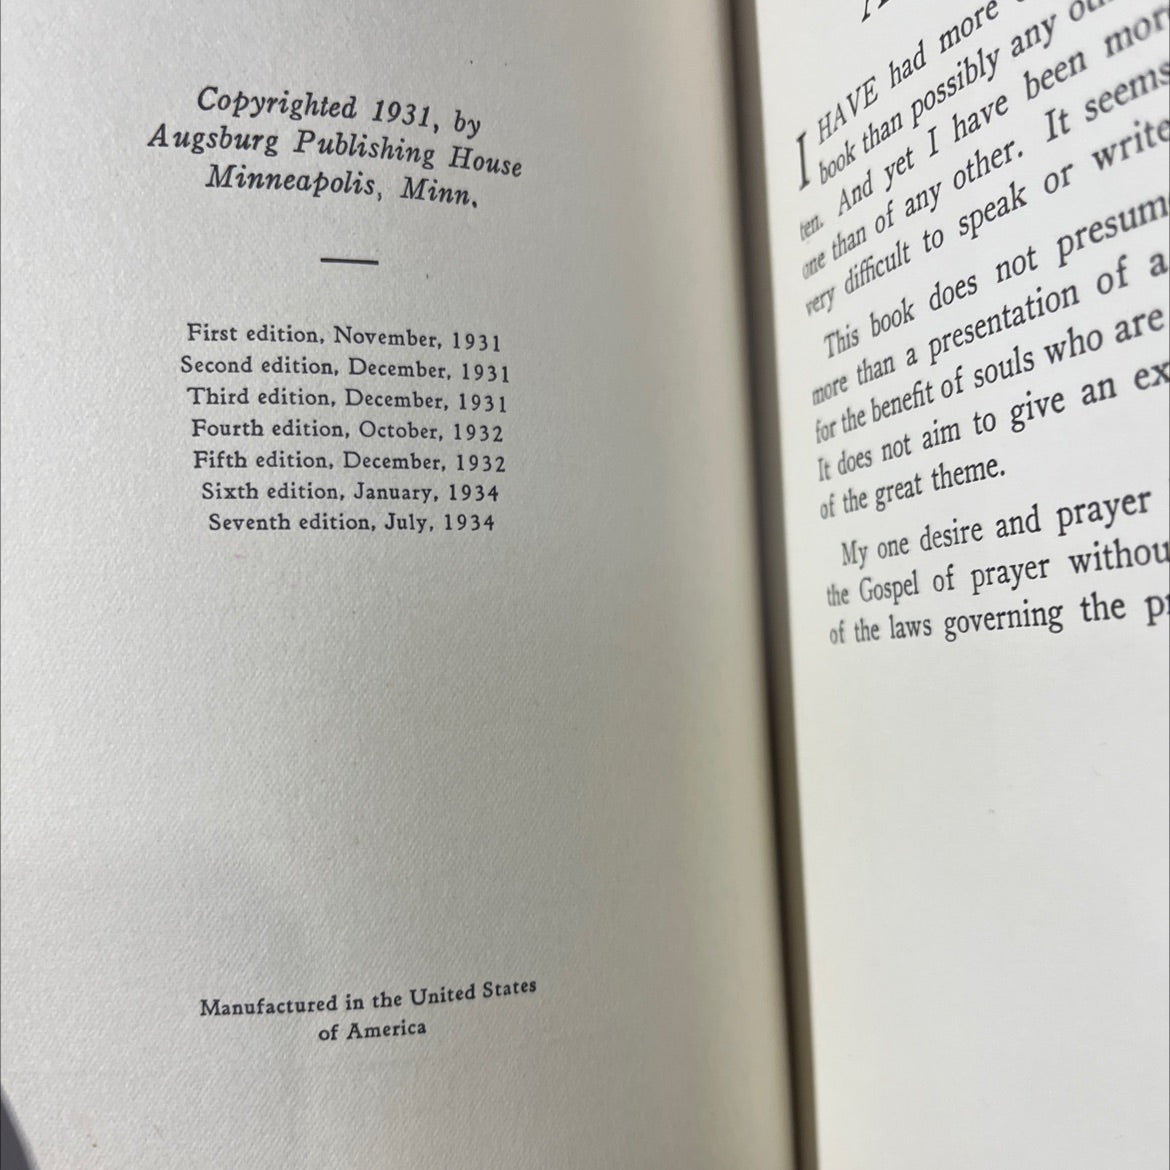 Copyrighted 1931, by
Augsburg Publishing House
Minneapolis, Minn.
First edition, November, 1931
Second edition, December, 1931
Third edition, December, 1931
Fourth edition, October, 1932
Fifth edition, December, 1932
Sixth edition, January, 1934
Seventh edition, July, 1934
Manufactured in the United States
of America
I HAVE had more
book than possibly any
ten. And yet I have been
one than of any other. It seems
very difficult to speak or write
This book does not
more than a presentation of a
for the benefit of souls who are
It does not aim to give an
of the great theme.
My one desire and prayer
the Gospel of prayer
of the laws governing the